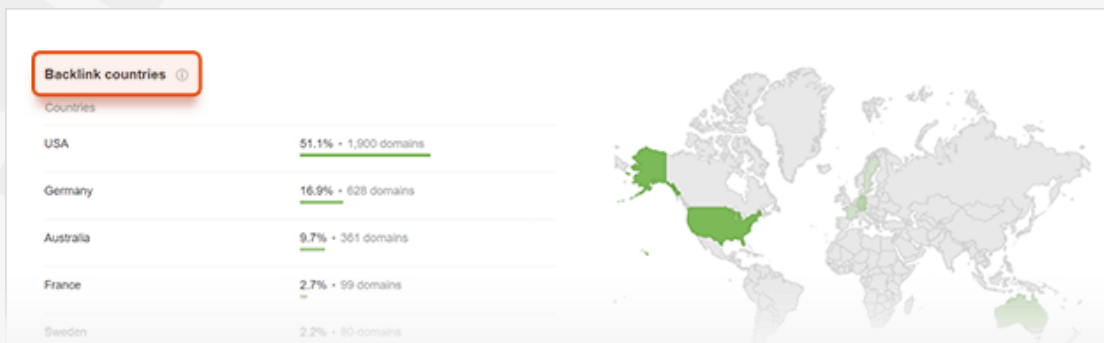 Backlink countries
Countries
USA 51.1% • 1,900 domains
Germany 16.9% • 628 domains
Australia 9.7% • 361 domains
France 2.7% • 99 domains
Sweden 2.2% • 80 domains